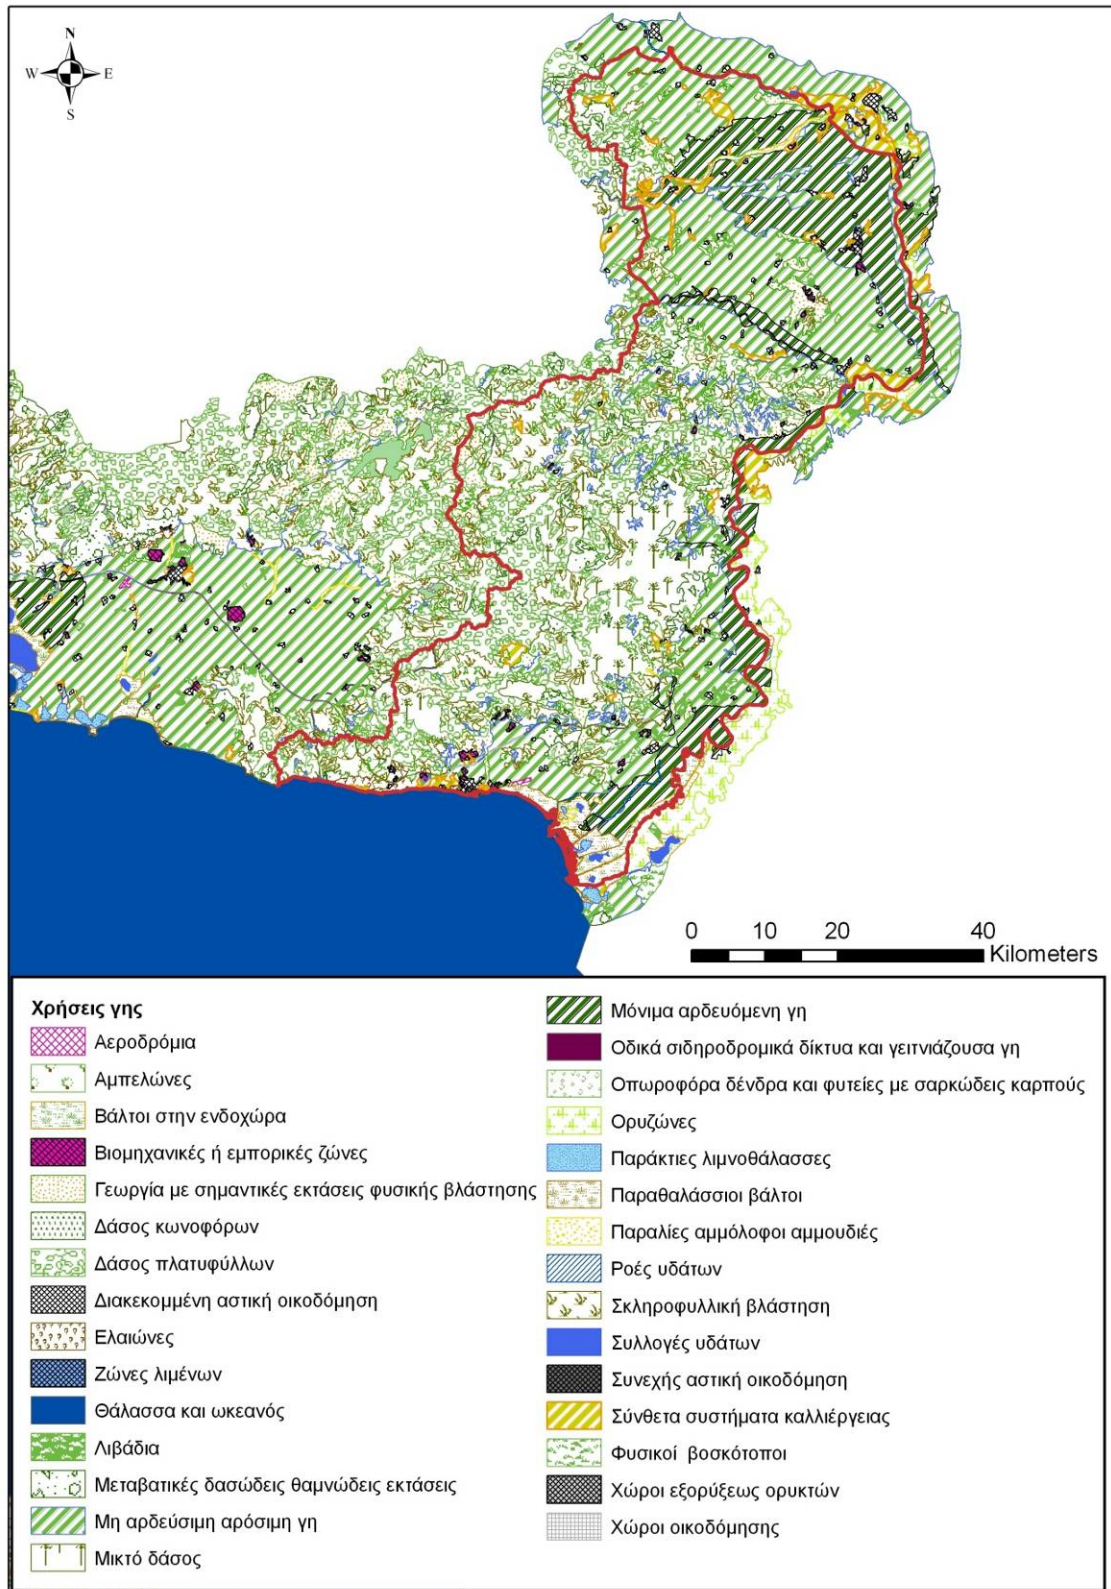 N
W E
S
0 10 20 40
Kilometers
Χρήσεις γης
Αεροδρόμια
Αμπελώνες
Βάλτοι στην ενδοχώρα
Βιομηχανικές ή εμπορικές ζώνες
Γεωργία με σημαντικές εκτάσεις φυσικής βλάστησης
Δάσος κωνοφόρων
Δάσος πλατυφύλλων
Διακεκομμένη αστική οικοδόμηση
Ελαιώνες
Ζώνες λιμένων
Θάλασσα και ωκεανός
Λιβάδια
Μεταβατικές δασώδεις θαμνώδεις εκτάσεις
Μη αρδεύσιμη αρόσιμη γη
Μικτό δάσος
Μόνιμα αρδευόμενη γη
Οδικά σιδηροδρομικά δίκτυα και γειτνιάζουσα γη
Οπωροφόρα δένδρα και φυτείες με σαρκώδεις καρπούς
Ορυζώνες
Παράκτιες λιμνοθάλασσες
Παραθαλάσσιοι βάλτοι
Παραλίες αμμόλοφοι αμμουδιές
Ροές υδάτων
Σκληροφυλλική βλάστηση
Συλλογές υδάτων
Συνεχής αστική οικοδόμηση
Σύνθετα συστήματα καλλιέργειας
Φυσικοί βοσκότοποι
Χώροι εξορύξεως ορυκτών
Χώροι οικοδόμησης